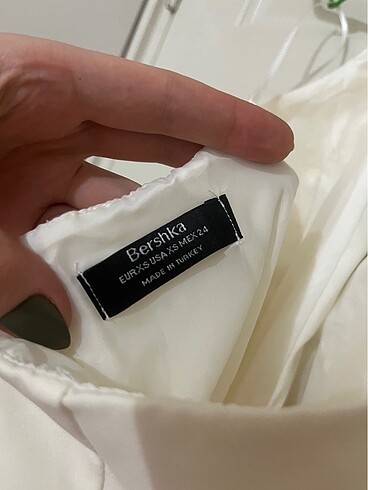 Bershka
EUR XS USA XS MEX 24
MADE IN TURKEY